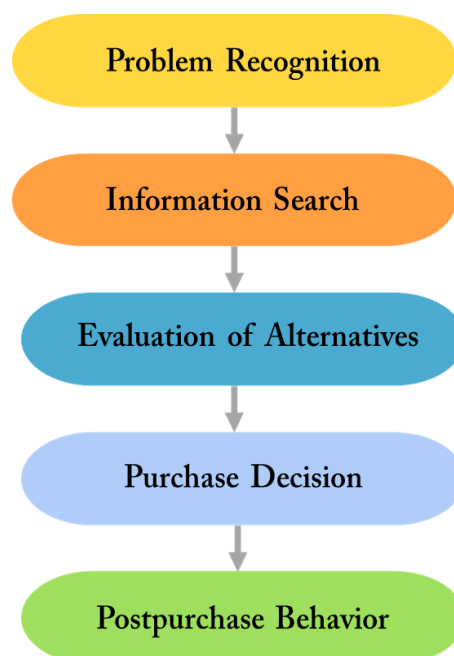 Problem Recognition
Information Search
Evaluation of Alternatives
Purchase Decision
Postpurchase Behavior